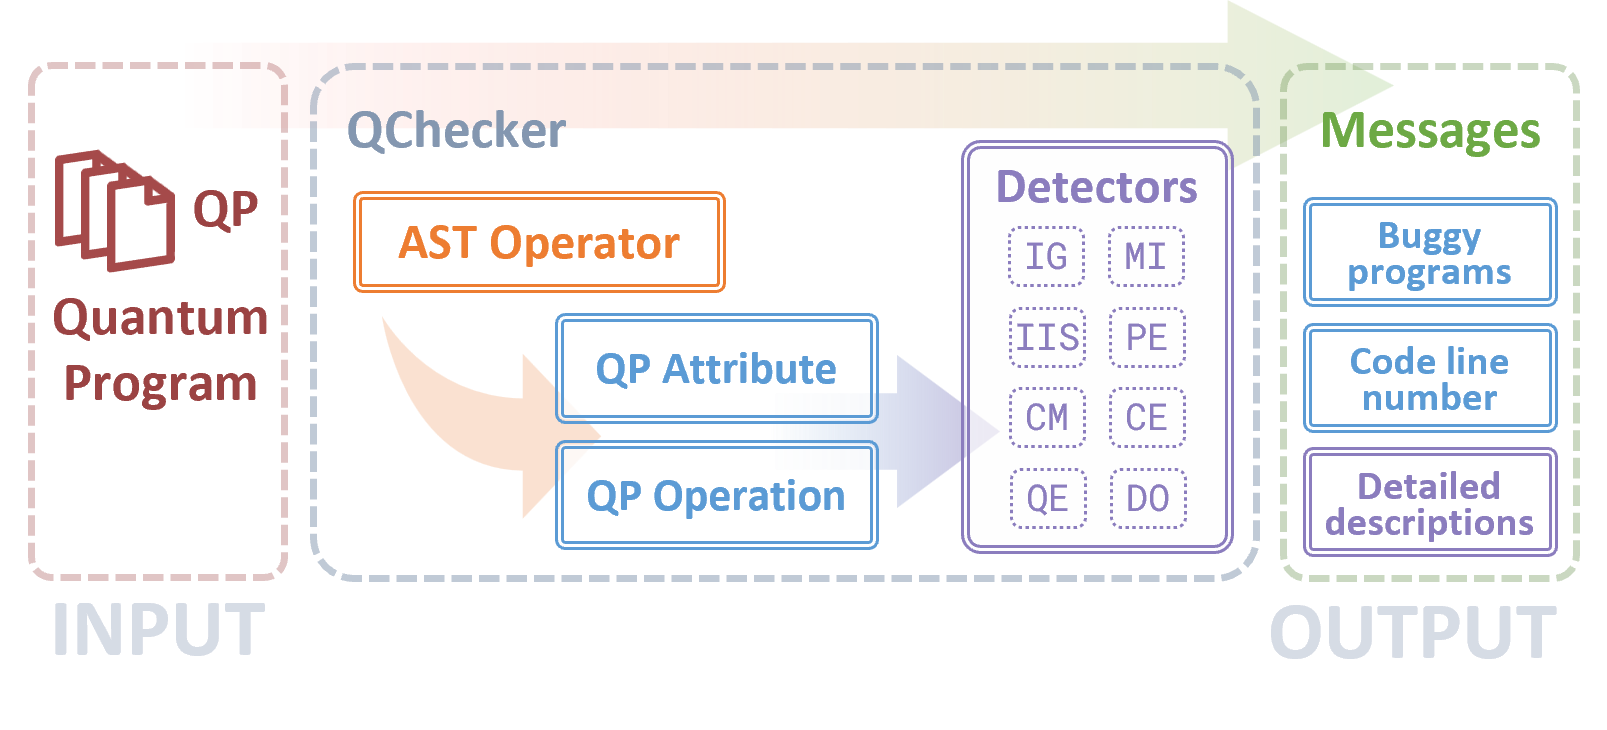 QP
Quantum
Program
INPUT
QChecker
AST Operator
QP Attribute
QP Operation
Detectors
IG MI
IIS PE
CM CE
QE DO
Messages
Buggy
programs
Code line
number
Detailed
descriptions
OUTPUT